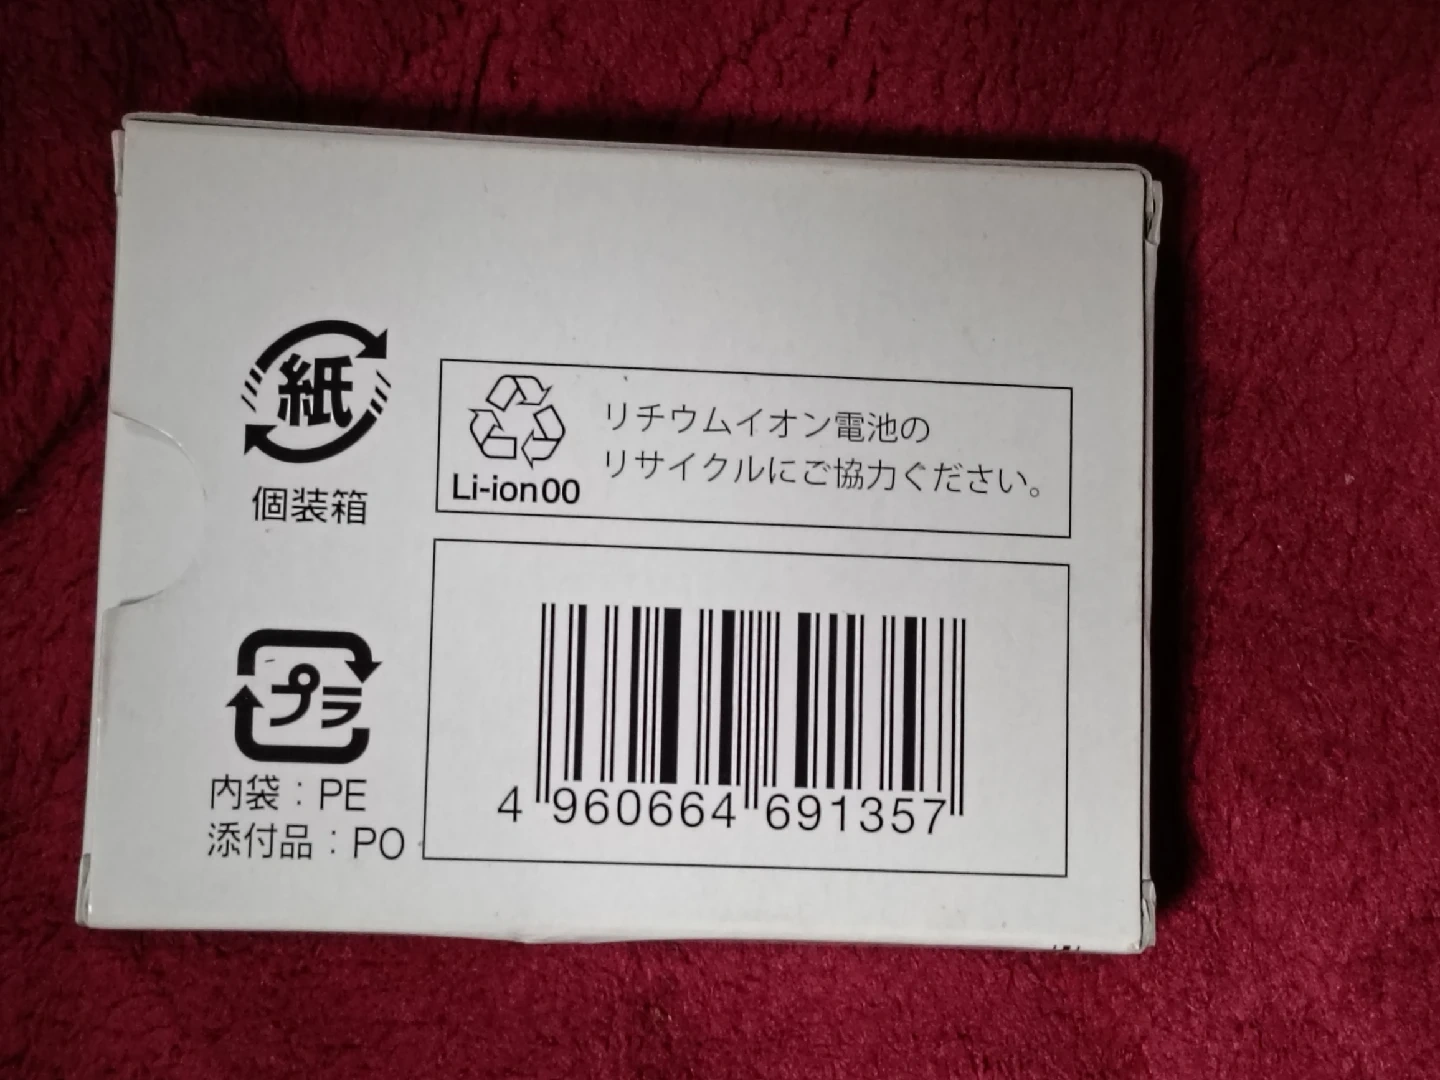 紙
個装箱
リチウムイオン電池の
リサイクルにご協力ください。
Li-ion00
プラ
内袋：PE
添付品：PO
4 960664 691357